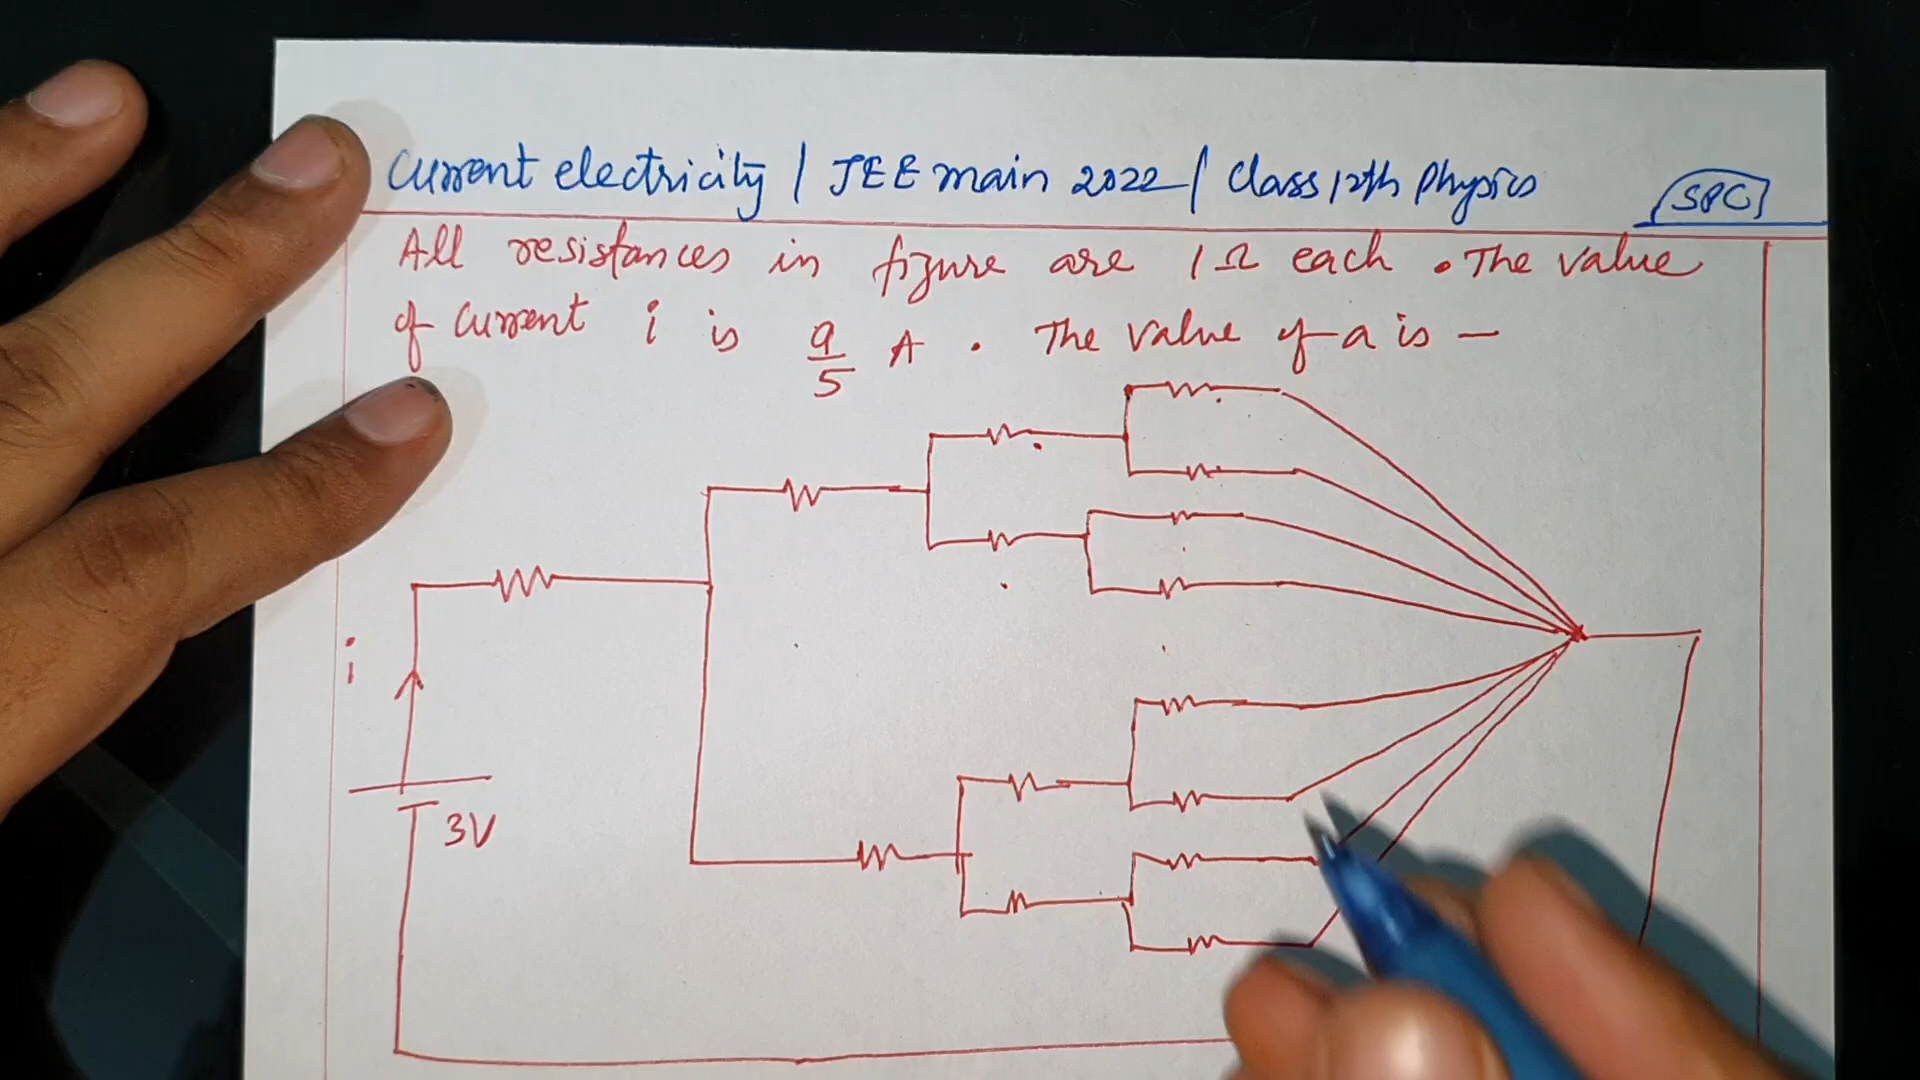 Current electricity / JEE main 2022 / Class 12th Physics
SPC
All resistances in figure are 1Ω each . The value
of current i is a/5 A . The value of a is —
i
3V